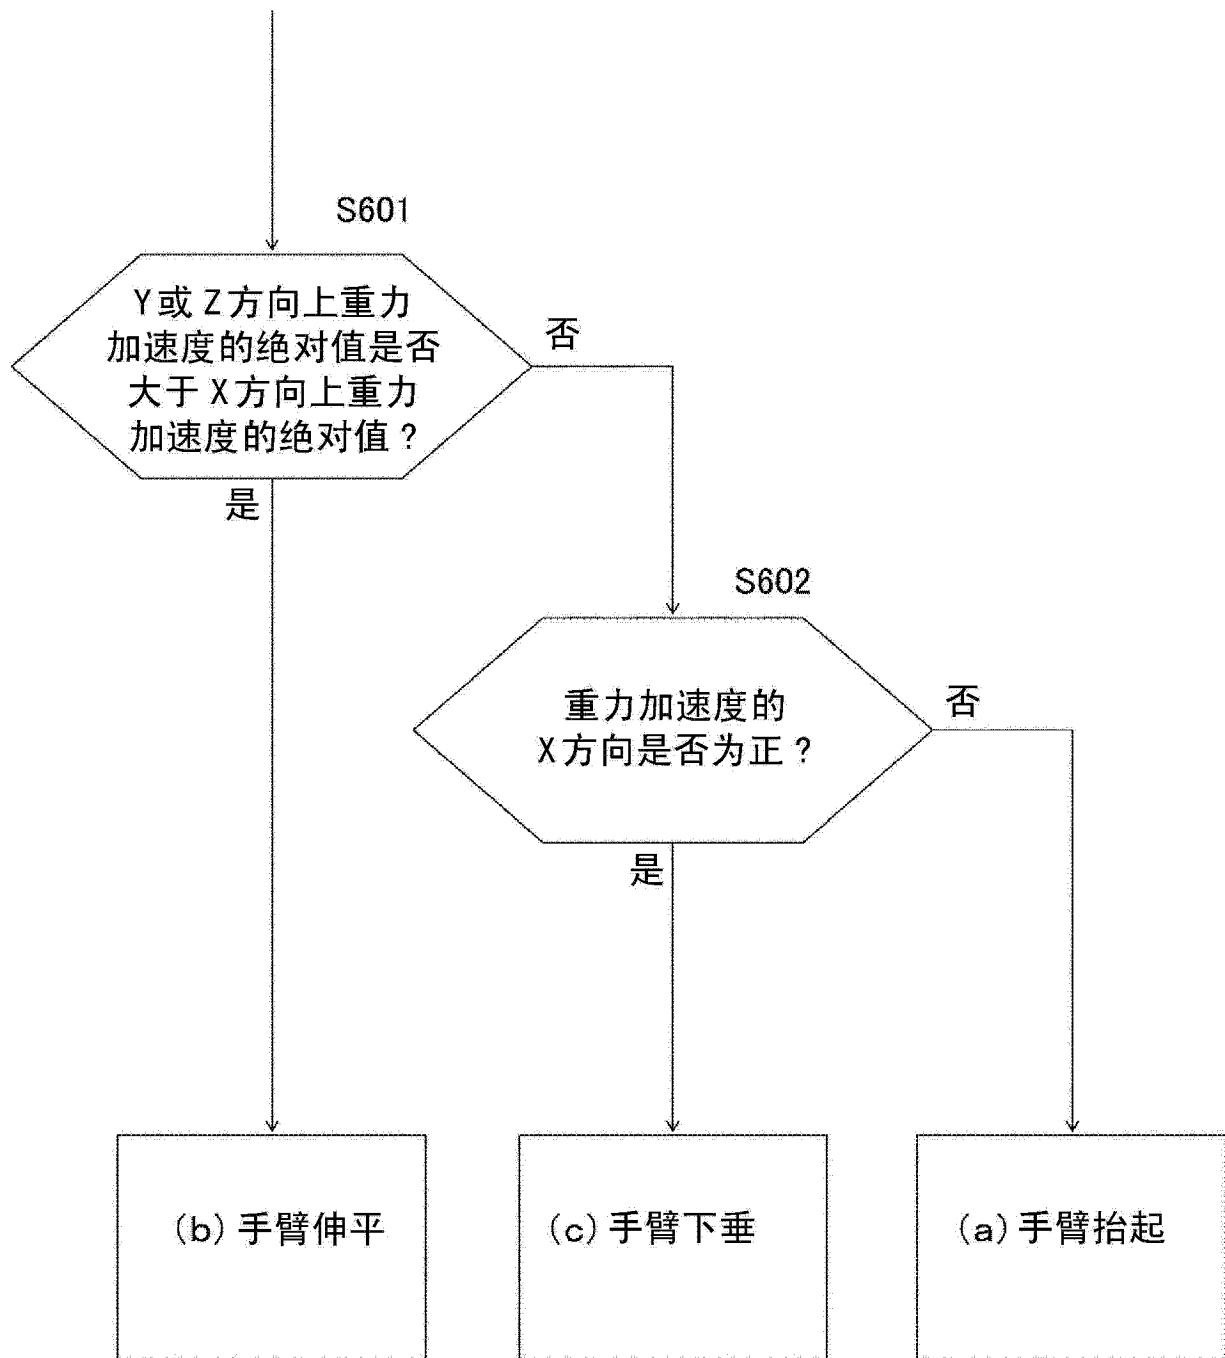 S601
Y或Z方向上重力
加速度的绝对值是否
大于X方向上重力
加速度的绝对值？
否
是
S602
重力加速度的
X方向是否为正？
否
是
(b)手臂伸平
(c)手臂下垂
(a)手臂抬起